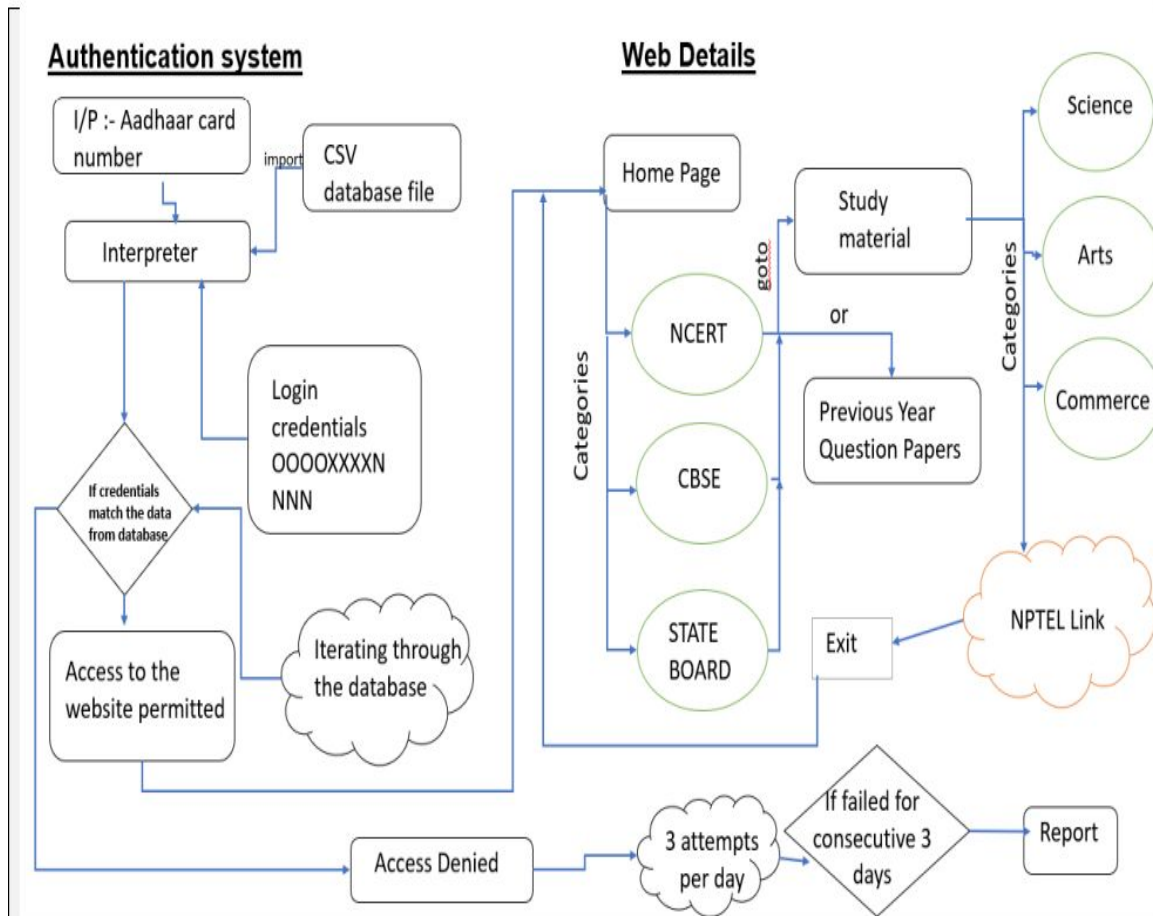 Authentication system
I/P :- Aadhaar card
number
import
CSV
database file
Interpreter
Login
credentials
OOOOXXXXN
NNN
If credentials
match the data
from database
Iterating through
the database
Access to the
website permitted
Access Denied
3 attempts
per day
If failed for
consecutive 3
days
Report
Web Details
Home Page
Categories
NCERT
CBSE
STATE
BOARD
goto
Study
material
or
Previous Year
Question Papers
Categories
Science
Arts
Commerce
NPTEL Link
Exit